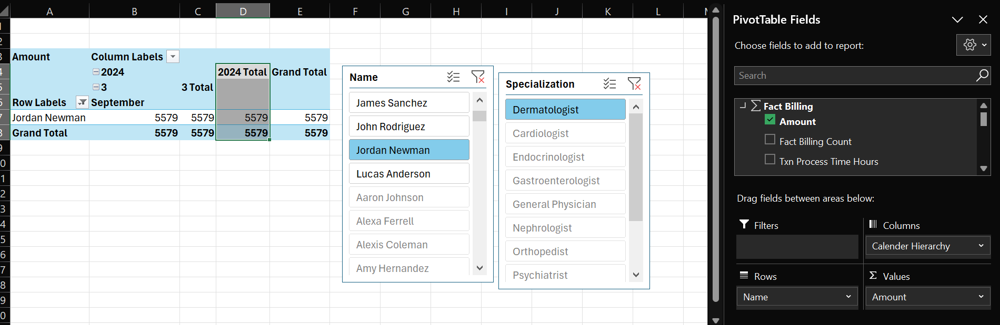 A B C D E F G H I J K L
Amount Column Labels
2024 2024 Total Grand Total
3 3 Total
Row Labels September
Jordan Newman 5579 5579 5579 5579
Grand Total 5579 5579 5579 5579
Name
James Sanchez
John Rodriguez
Jordan Newman
Lucas Anderson
Aaron Johnson
Alexa Ferrell
Alexis Coleman
Amy Hernandez
Specialization
Dermatologist
Cardiologist
Endocrinologist
Gastroenterologist
General Physician
Nephrologist
Orthopedist
Psychiatrist
PivotTable Fields
Choose fields to add to report:
Search
Σ Fact Billing
Amount
Fact Billing Count
Txn Process Time Hours
Drag fields between areas below:
Filters
Columns
Calender Hierarchy
Rows
Name
Σ Values
Amount